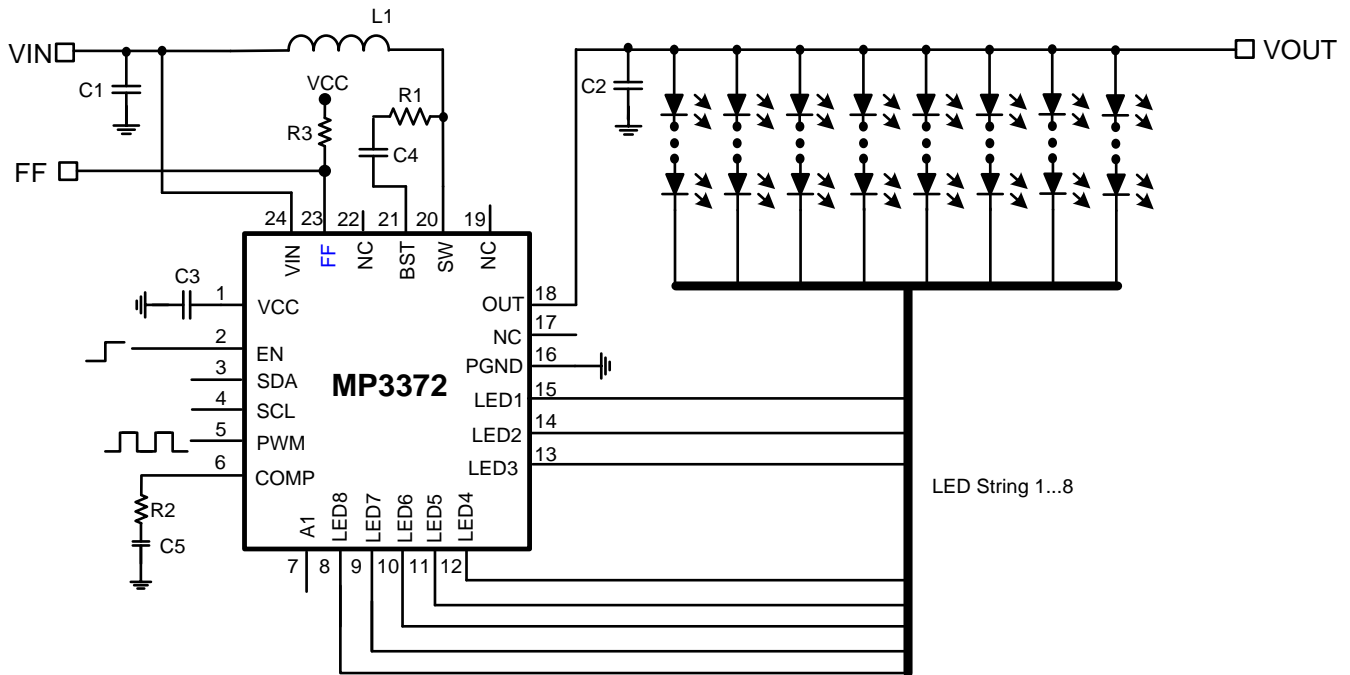 L1
VIN
VOUT
C1
VCC
R1
C2
R3
C4
FF
24
23
22
21
20
19
VIN
FF
NC
BST
SW
NC
C3
1
VCC
OUT
18
2
EN
NC
17
3
SDA
PGND
16
MP3372
4
SCL
LED1
15
5
PWM
LED2
14
6
COMP
LED3
13
R2
C5
LED String 1...8
A1
LED8
LED7
LED6
LED5
LED4
7
8
9
10
11
12